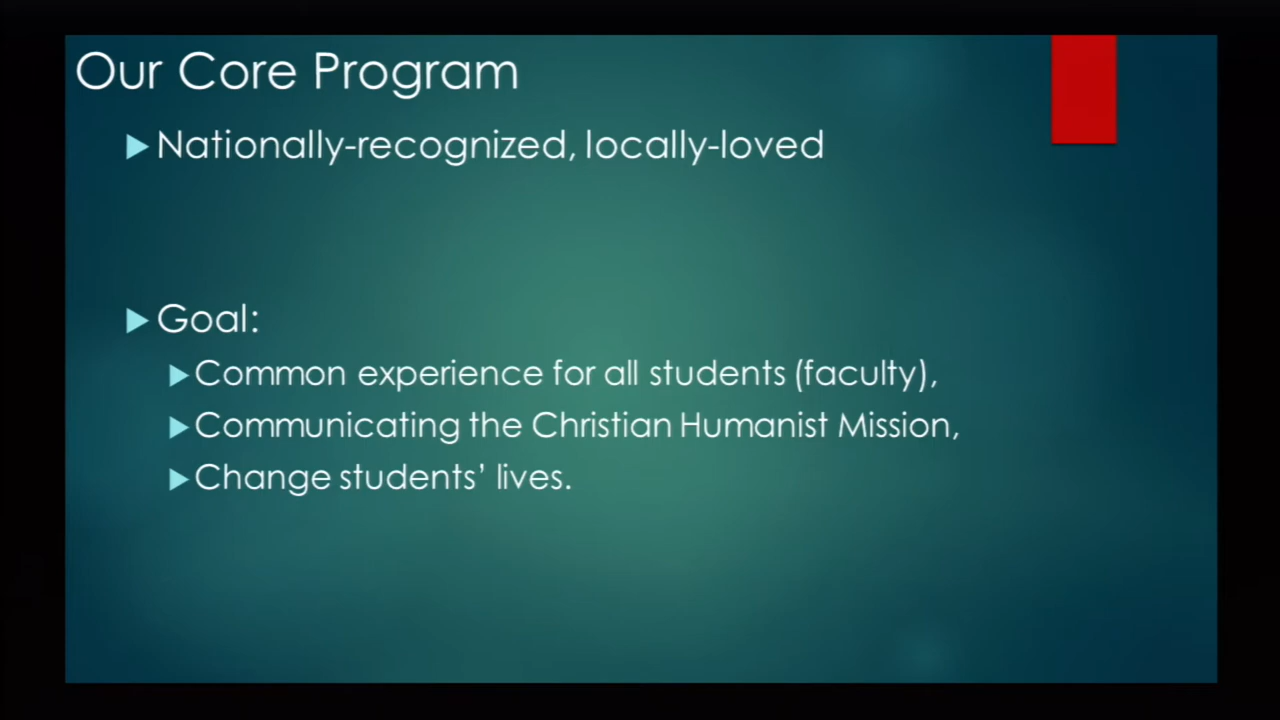 Our Core Program
Nationally-recognized, locally-loved
Goal:
Common experience for all students (faculty),
Communicating the Christian Humanist Mission,
Change students’ lives.